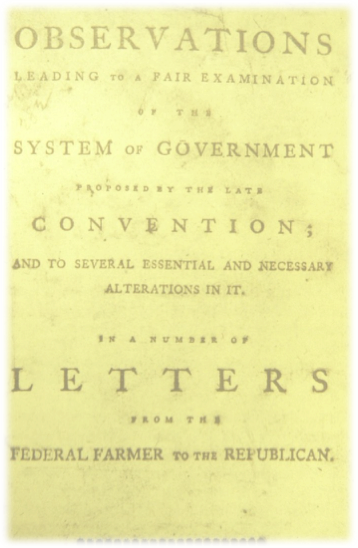 OBSERVATIONS
LEADING TO A FAIR EXAMINATION
OF THE
SYSTEM OF GOVERNMENT
PROPOSED BY THE LATE
CONVENTION;
AND TO SEVERAL ESSENTIAL AND NECESSARY
ALTERATIONS IN IT.
IN A NUMBER OF
LETTERS
FROM THE
FEDERAL FARMER TO THE REPUBLICAN.